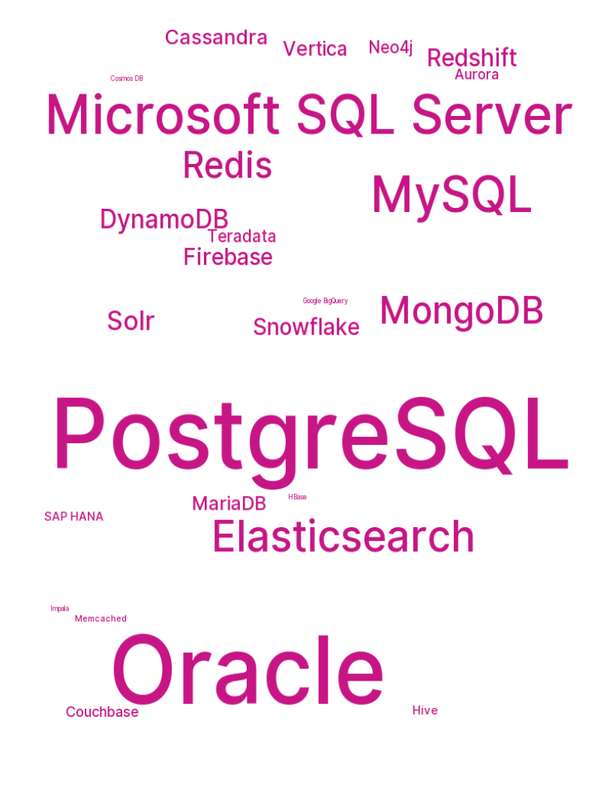 Cassandra
Vertica
Neo4j
Redshift
Aurora
Cosmos DB
Microsoft SQL Server
Redis
MySQL
DynamoDB
Teradata
Firebase
Google BigQuery
MongoDB
Solr
Snowflake
PostgreSQL
HBase
MariaDB
SAP HANA
Elasticsearch
Impala
Memcached
Oracle
Couchbase
Hive